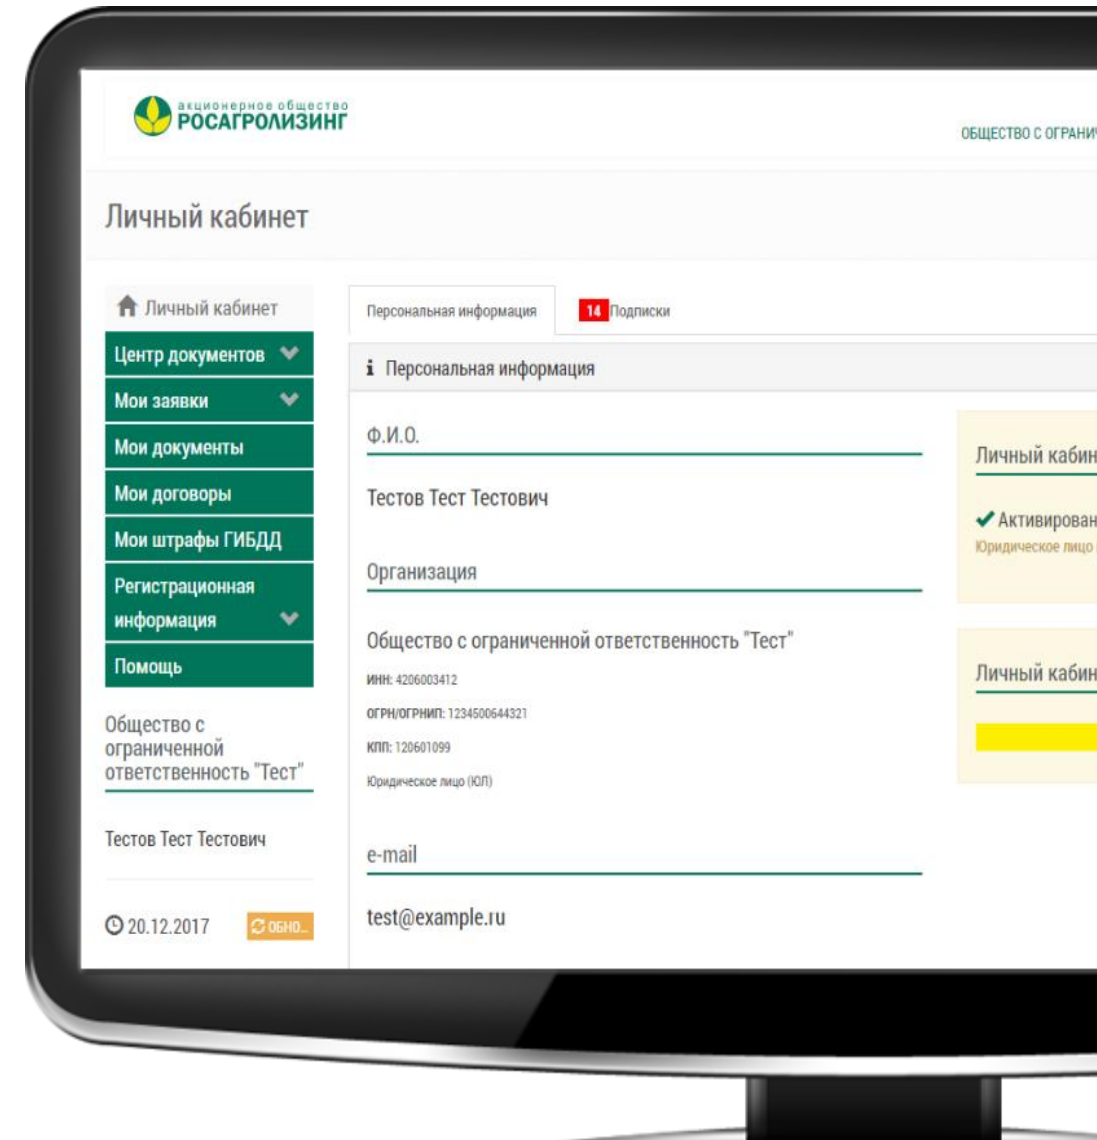 акционерное общество
РОСАГРОЛИЗИНГ
ОБЩЕСТВО С ОГРАНИЧ
Личный кабинет
Личный кабинет
Центр документов
Мои заявки
Мои документы
Мои договоры
Мои штрафы ГИБДД
Регистрационная
информация
Помощь
Общество с
ограниченной
ответственность "Тест"
Тестов Тест Тестович
20.12.2017
ОБНО...
Персональная информация
14 Подписки
i Персональная информация
Ф.И.О.
Тестов Тест Тестович
Организация
Общество с ограниченной ответственность "Тест"
ИНН: 4206003412
ОГРН/ОГРНИП: 1234500644321
КПП: 120601099
Юридическое лицо (ЮЛ)
e-mail
test@example.ru
Личный кабин
Активирован
Юридическое лицо
Личный кабин